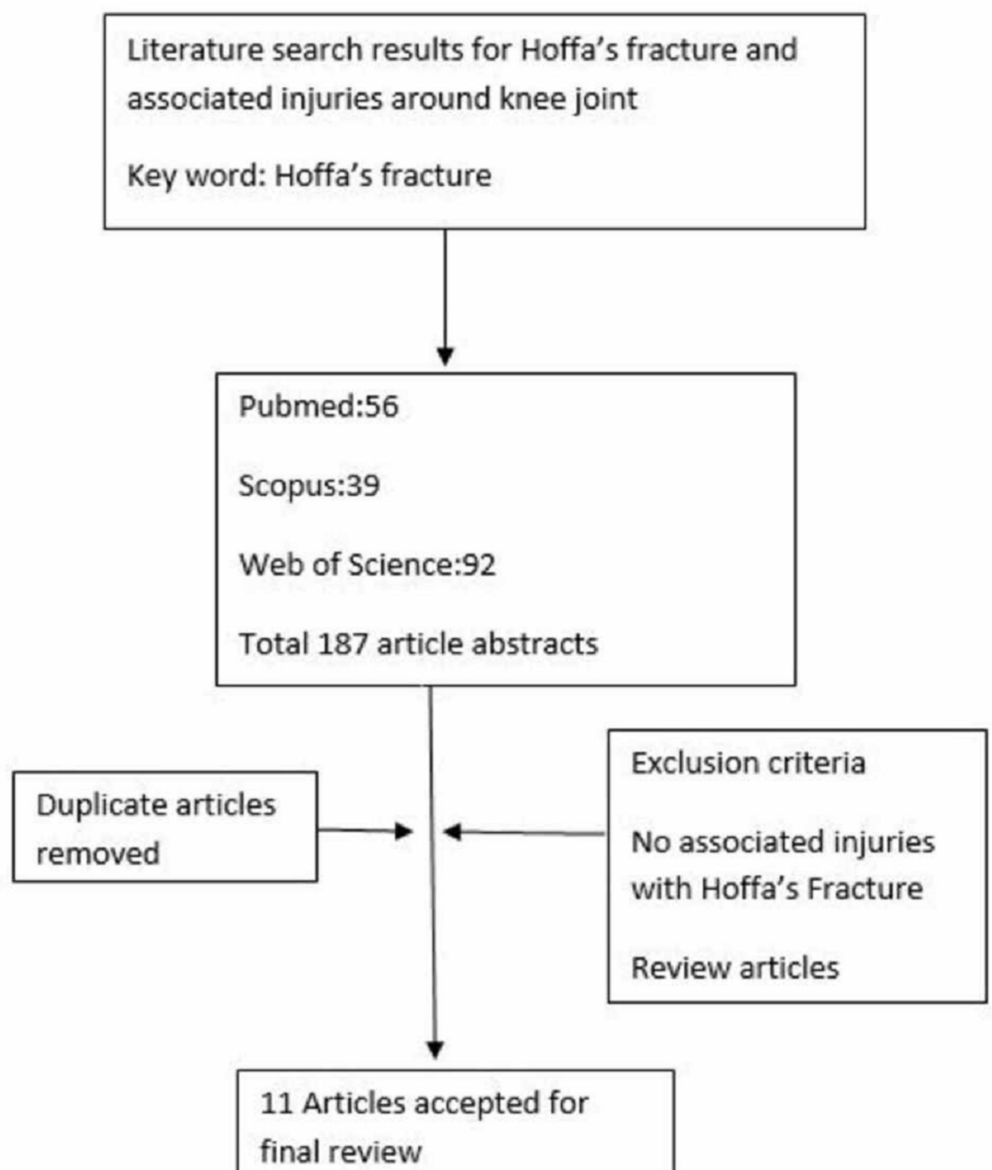 Literature search results for Hoffa’s fracture and
associated injuries around knee joint
Key word: Hoffa’s fracture
Pubmed:56
Scopus:39
Web of Science:92
Total 187 article abstracts
Duplicate articles
removed
Exclusion criteria
No associated injuries
with Hoffa’s Fracture
Review articles
11 Articles accepted for
final review